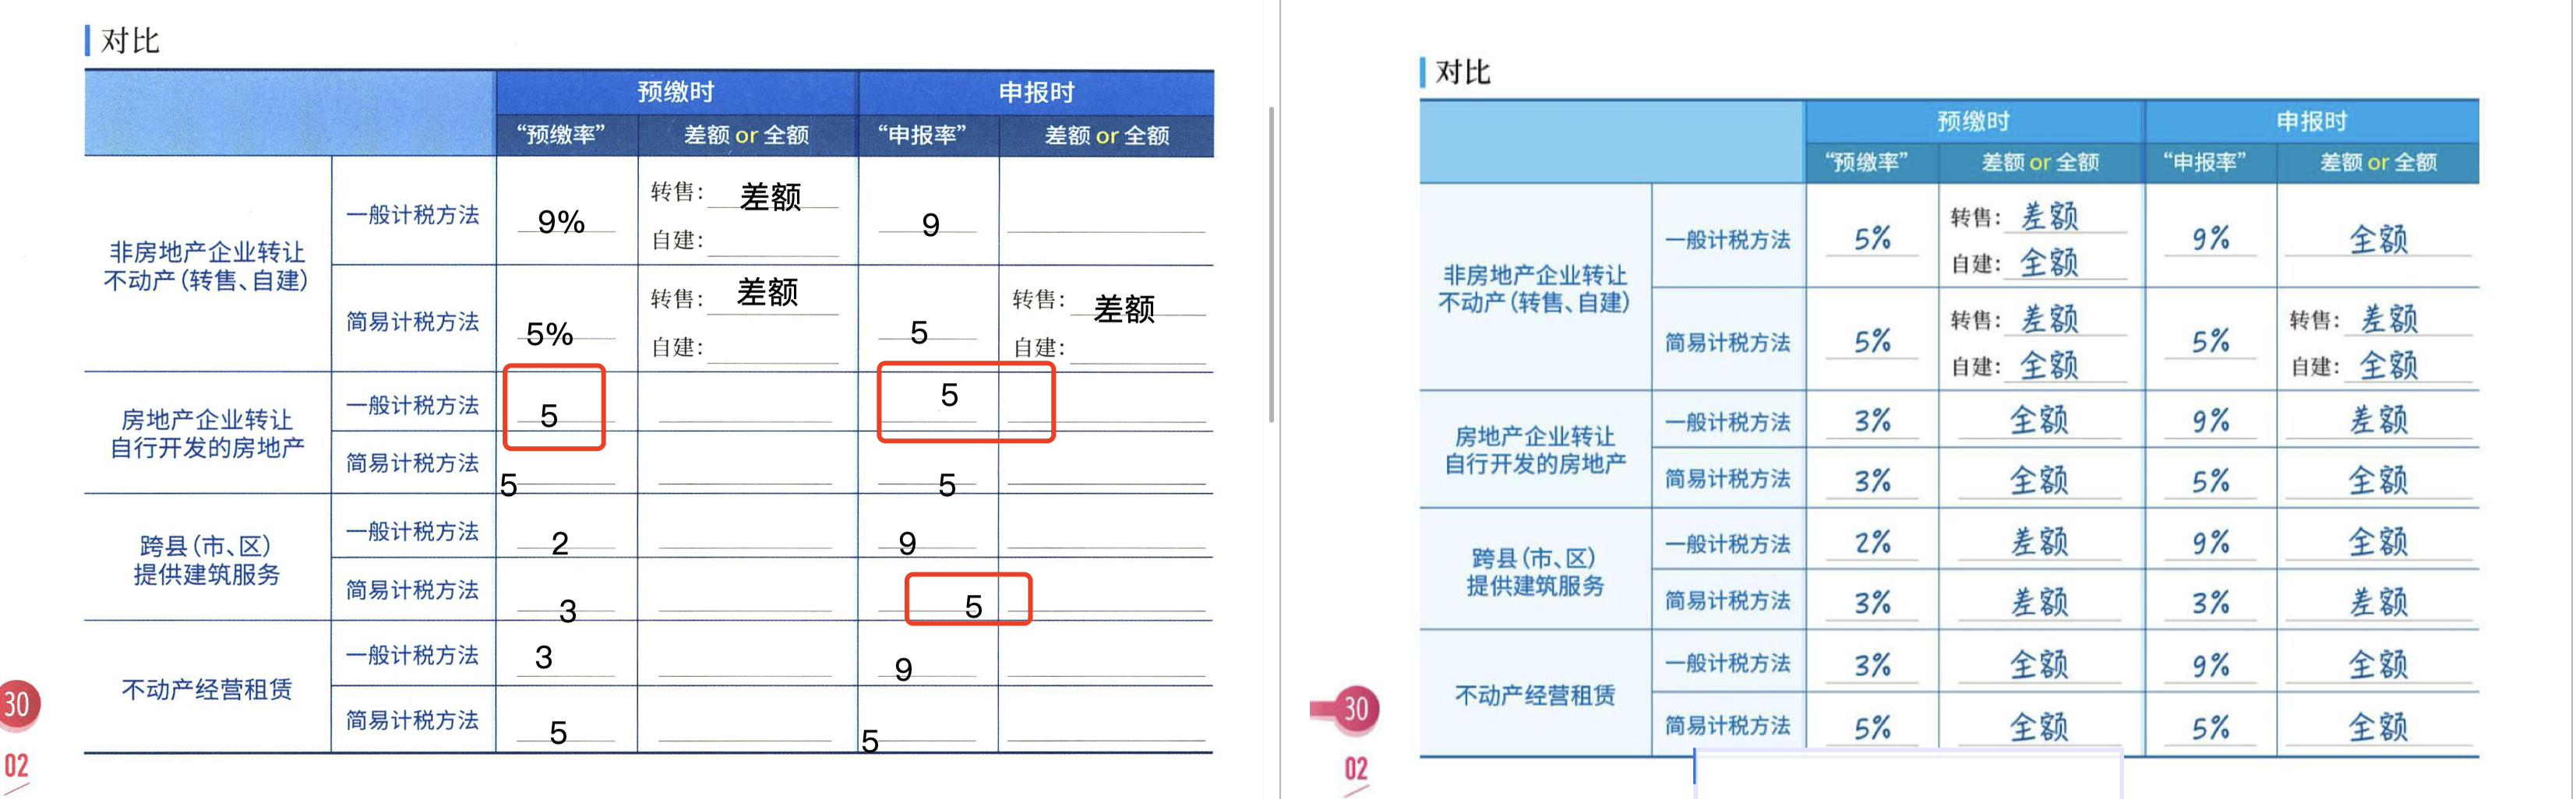 对比
预缴时 申报时
“预缴率” 差额 or 全额 “申报率” 差额 or 全额
非房地产企业转让
不动产(转售、自建)
一般计税方法 9% 转售: 差额 9
自建:
简易计税方法 5% 转售: 差额 5 转售: 差额
自建: 自建:
房地产企业转让
自行开发的房地产
一般计税方法 5 5
简易计税方法 5 5
跨县(市、区)
提供建筑服务
一般计税方法 2 9
简易计税方法 3 5
不动产经营租赁
一般计税方法 3 9
简易计税方法 5 5
30
02
对比
预缴时 申报时
“预缴率” 差额 or 全额 “申报率” 差额 or 全额
非房地产企业转让
不动产(转售、自建)
一般计税方法 5% 转售: 差额 9% 全额
自建: 全额
简易计税方法 5% 转售: 差额 5% 转售: 差额
自建: 全额 自建: 全额
房地产企业转让
自行开发的房地产
一般计税方法 3% 全额 9% 差额
简易计税方法 3% 全额 5% 全额
跨县(市、区)
提供建筑服务
一般计税方法 2% 差额 9% 全额
简易计税方法 3% 差额 3% 差额
不动产经营租赁
一般计税方法 3% 全额 9% 全额
简易计税方法 5% 全额 5% 全额
30
02